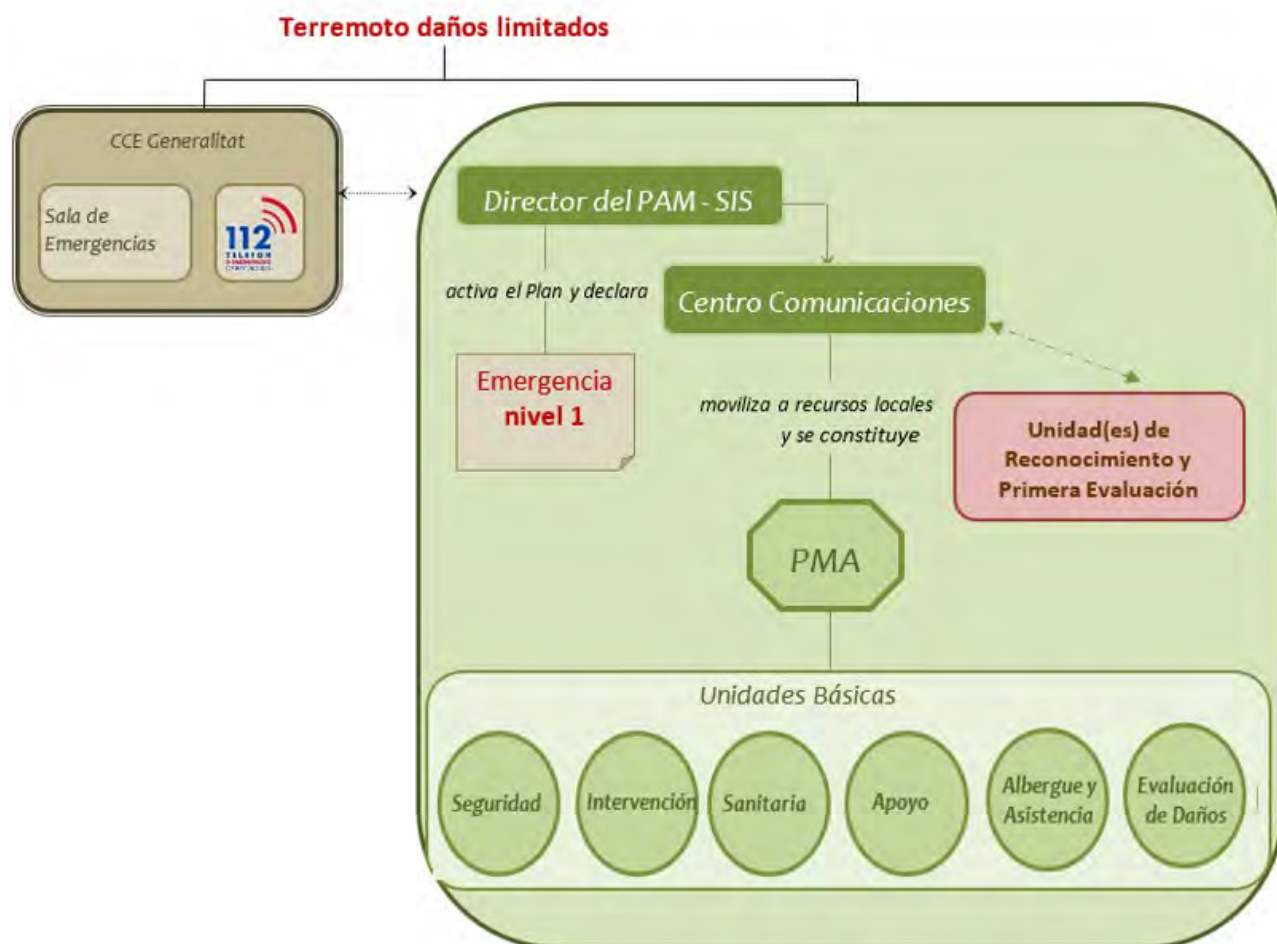 Terremoto daños limitados
CCE Generalitat
Sala de
Emergencias
112
Director del PAM - SIS
activa el Plan y declara
Centro Comunicaciones
Emergencia
nivel 1
moviliza a recursos locales
y se constituye
Unidad(es) de
Reconocimiento y
Primera Evaluación
PMA
Unidades Básicas
Seguridad
Intervención
Sanitaria
Apoyo
Albergue y
Asistencia
Evaluación
de Daños